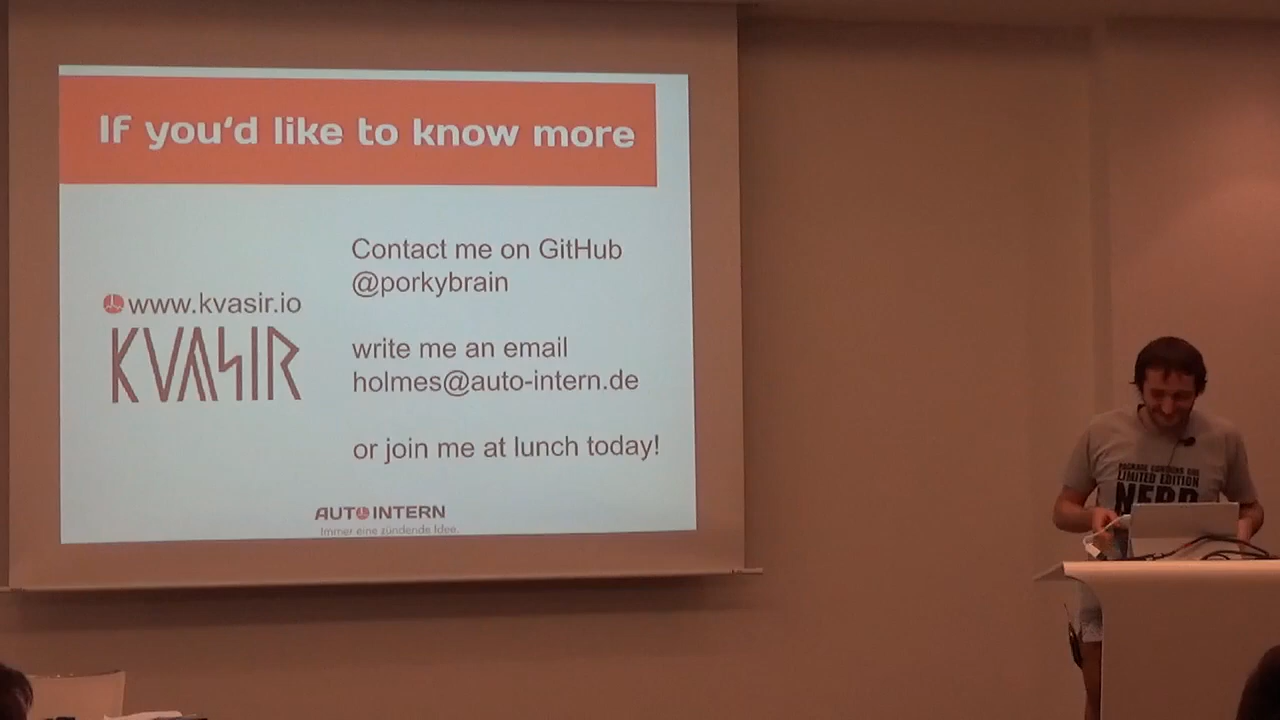 If you'd like to know more
Contact me on GitHub
@porkybrain
www.kvasir.io
KVASIR
write me an email
holmes@auto-intern.de
or join me at lunch today!
AUTOINTERN
Immer eine zündende Idee.
LIMITED EDITION
NERD